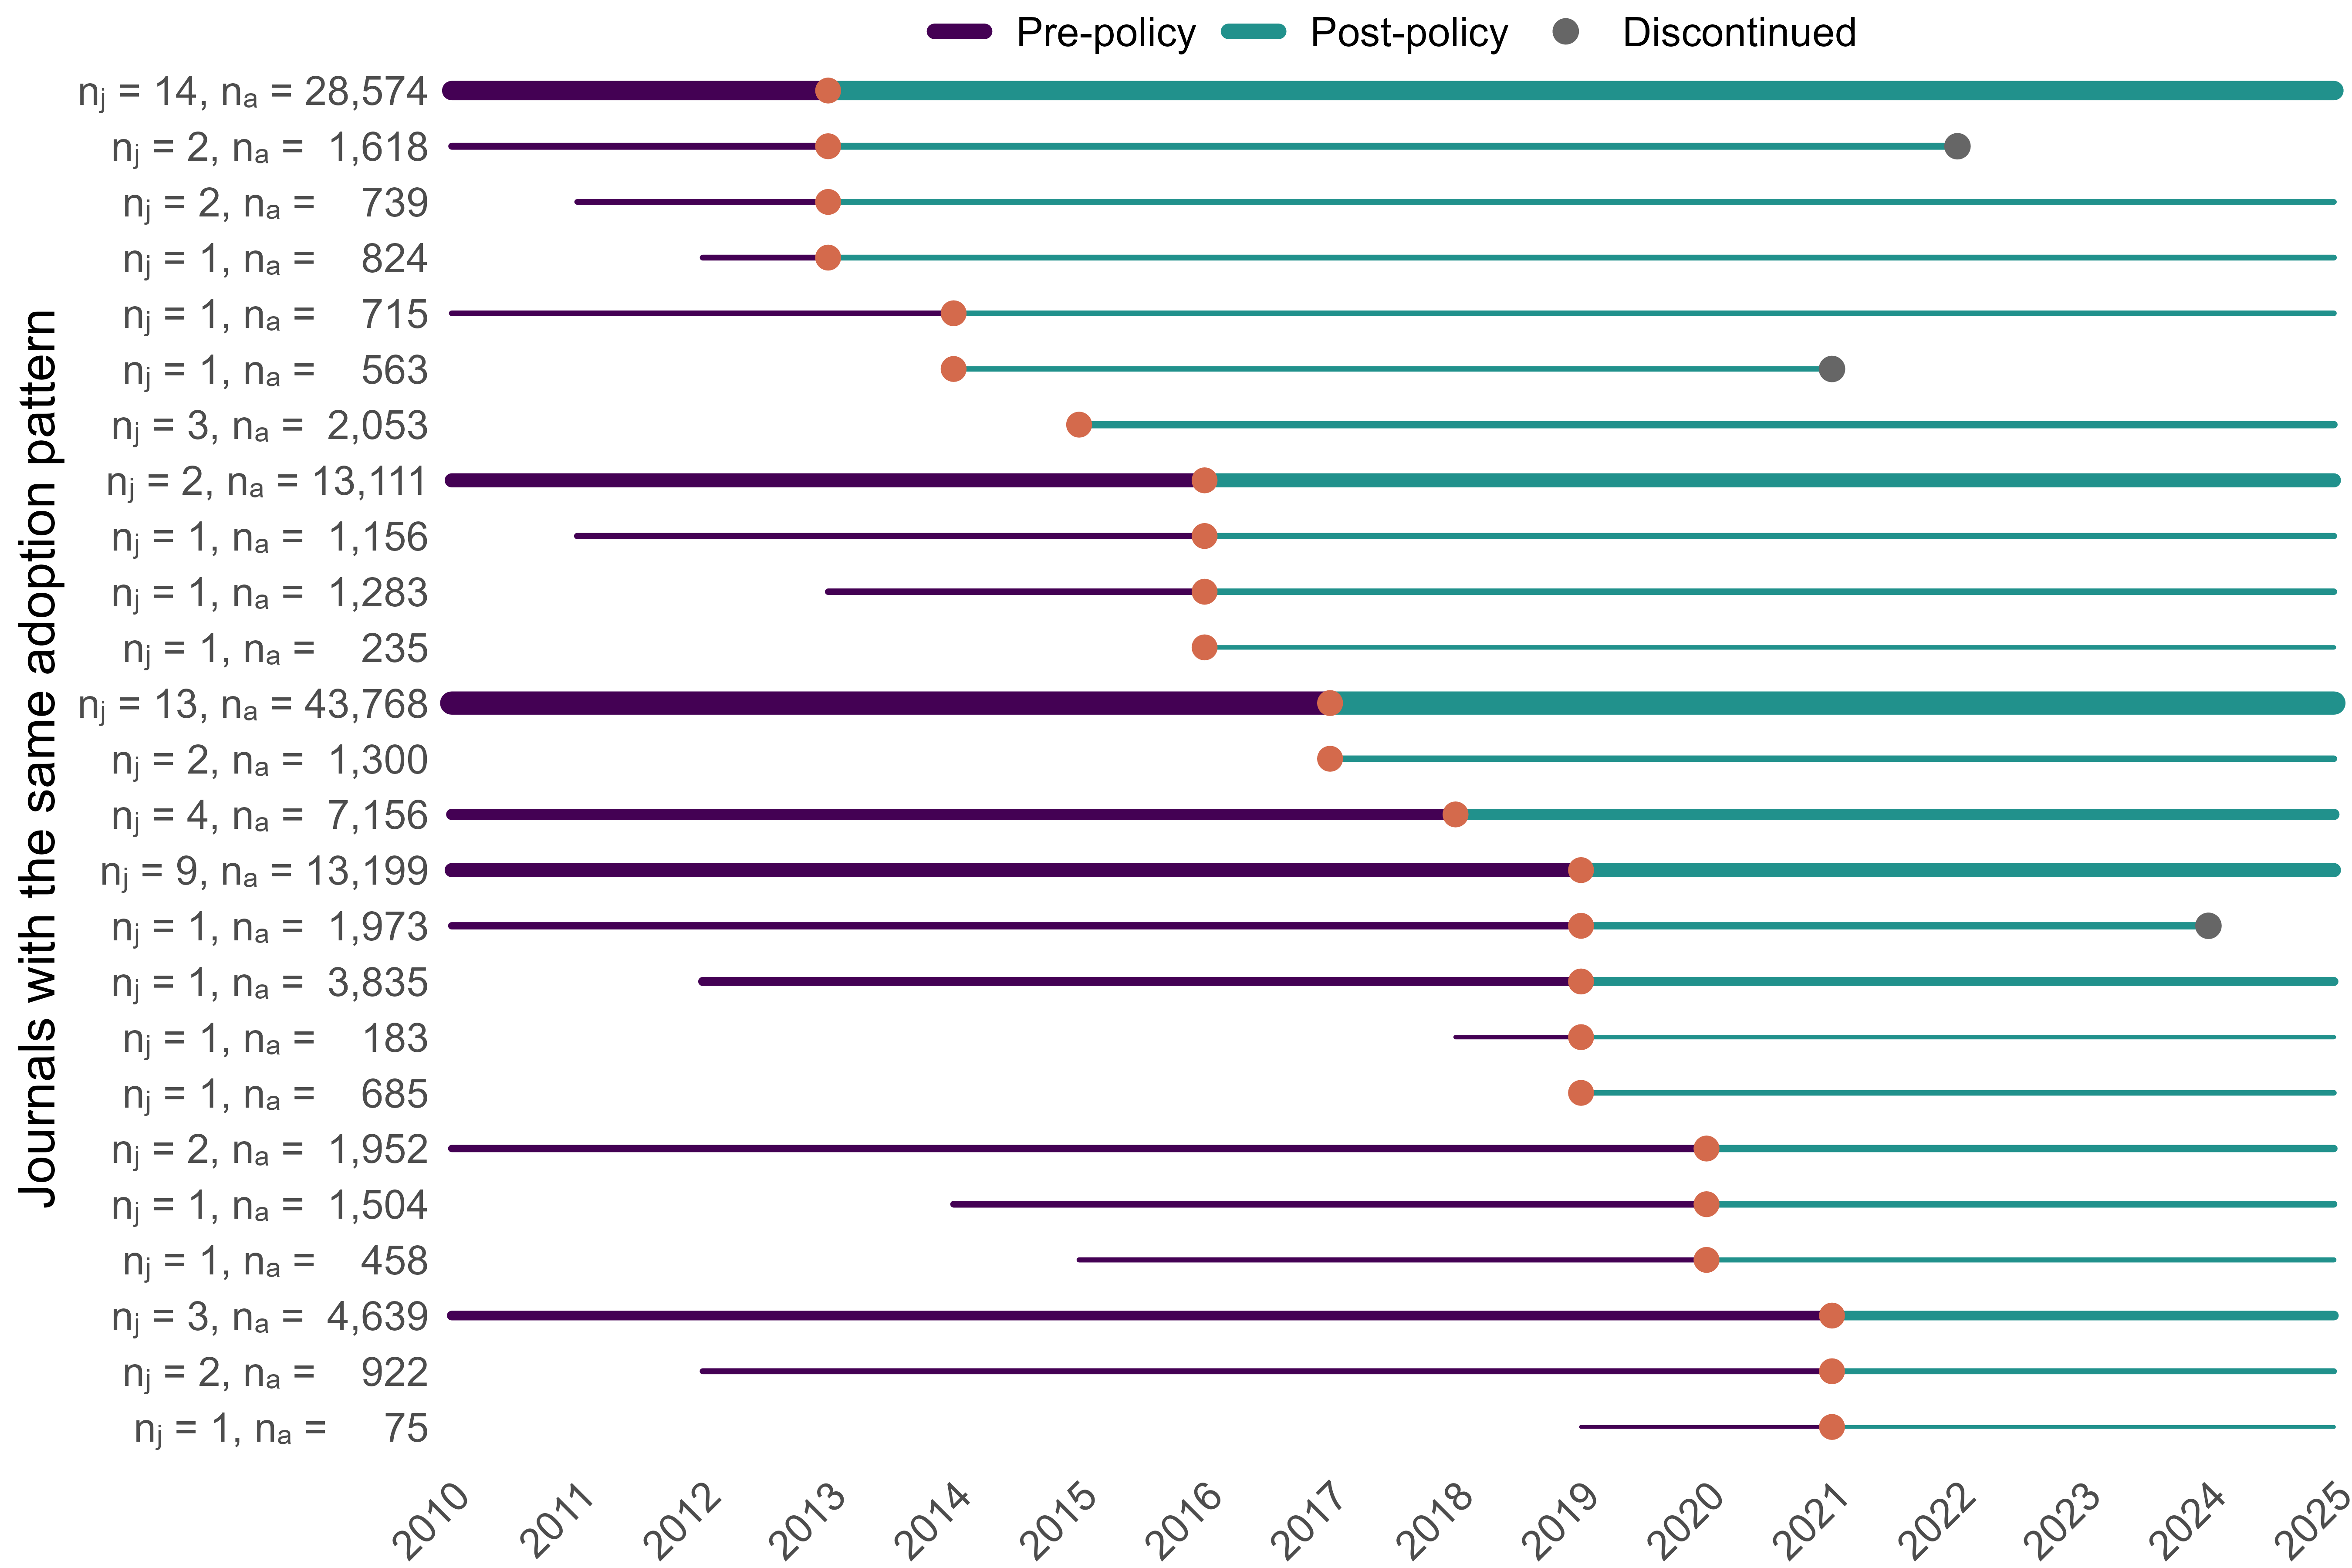 Pre-policy Post-policy Discontinued
nⱼ = 14, nₐ = 28,574
nⱼ = 2, nₐ = 1,618
nⱼ = 2, nₐ = 739
nⱼ = 1, nₐ = 824
nⱼ = 1, nₐ = 715
nⱼ = 1, nₐ = 563
nⱼ = 3, nₐ = 2,053
nⱼ = 2, nₐ = 13,111
nⱼ = 1, nₐ = 1,156
nⱼ = 1, nₐ = 1,283
nⱼ = 1, nₐ = 235
nⱼ = 13, nₐ = 43,768
nⱼ = 2, nₐ = 1,300
nⱼ = 4, nₐ = 7,156
nⱼ = 9, nₐ = 13,199
nⱼ = 1, nₐ = 1,973
nⱼ = 1, nₐ = 3,835
nⱼ = 1, nₐ = 183
nⱼ = 1, nₐ = 685
nⱼ = 2, nₐ = 1,952
nⱼ = 1, nₐ = 1,504
nⱼ = 1, nₐ = 458
nⱼ = 3, nₐ = 4,639
nⱼ = 2, nₐ = 922
nⱼ = 1, nₐ = 75
Journals with the same adoption pattern
2010 2011 2012 2013 2014 2015 2016 2017 2018 2019 2020 2021 2022 2023 2024 2025